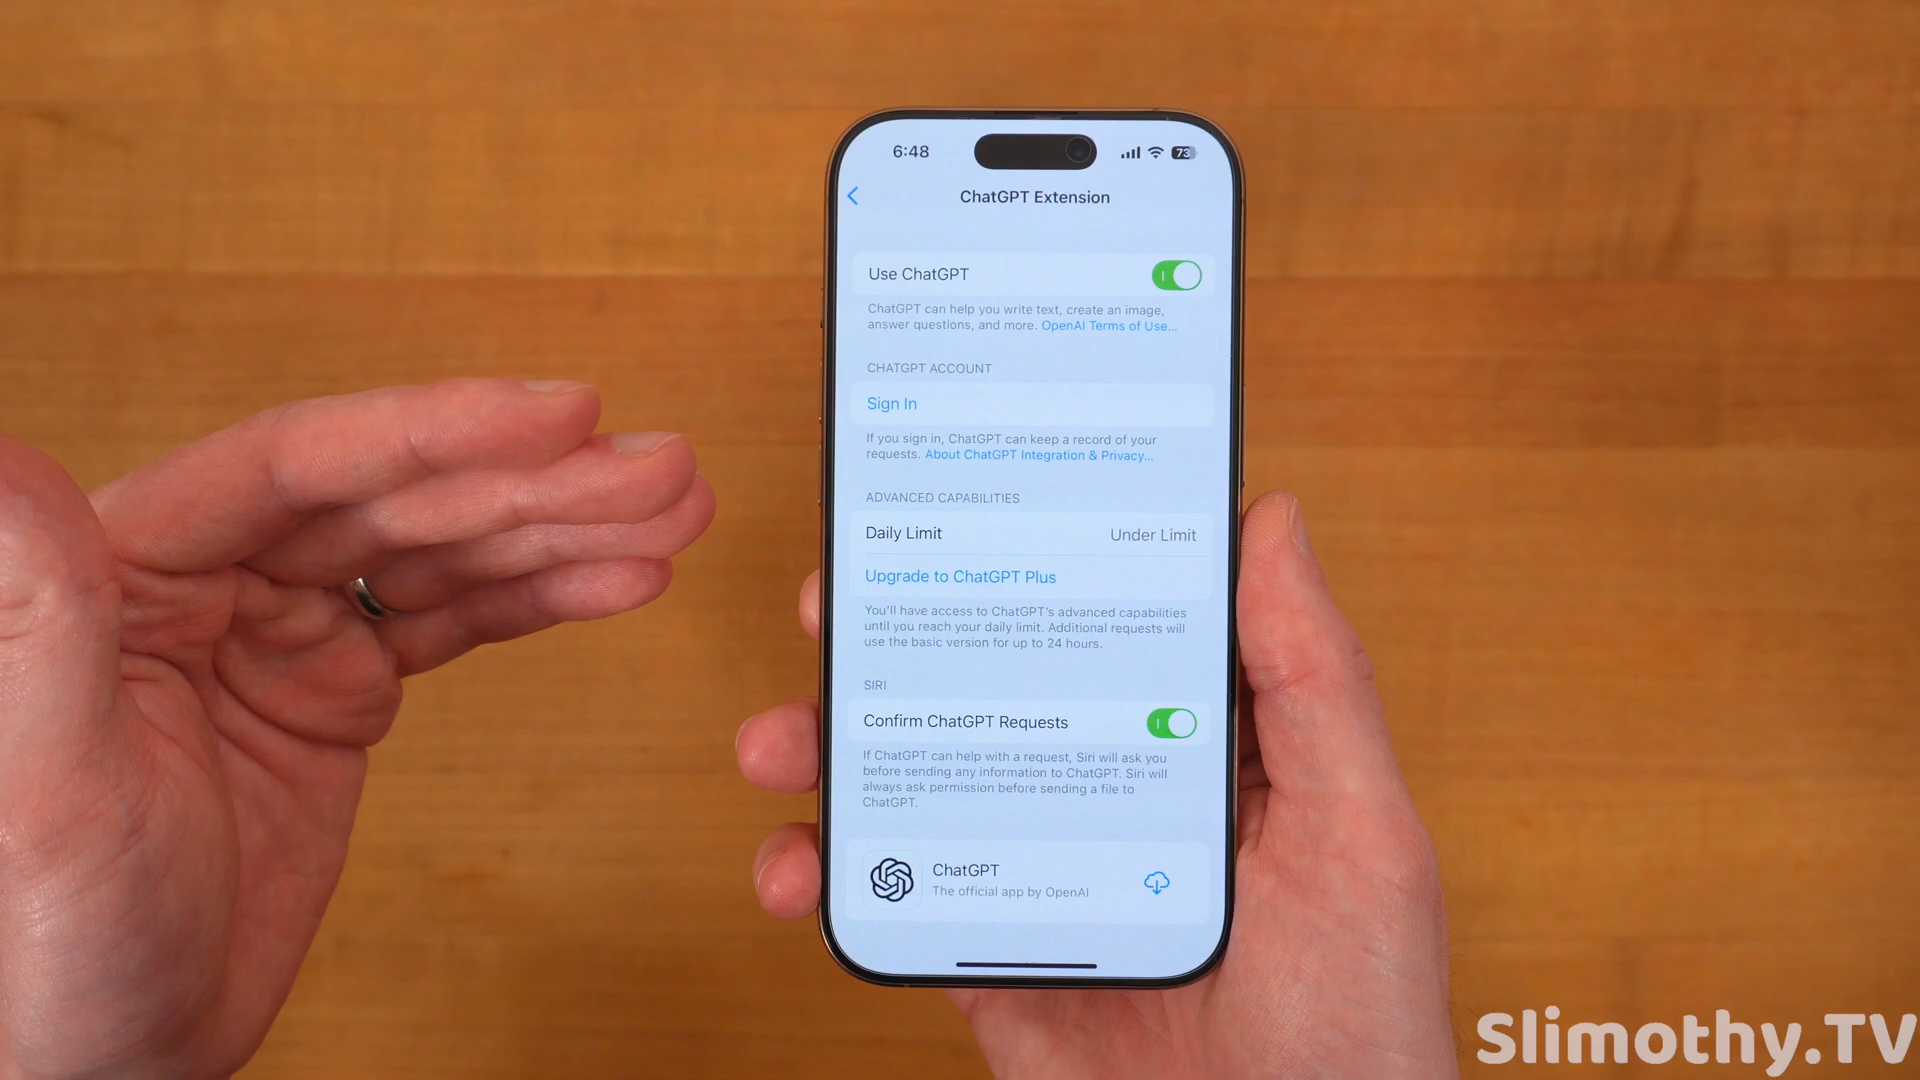 6:48
73
ChatGPT Extension
Use ChatGPT
ChatGPT can help you write text, create an image,
answer questions, and more. OpenAI Terms of Use...
CHATGPT ACCOUNT
Sign In
If you sign in, ChatGPT can keep a record of your
requests. About ChatGPT Integration & Privacy...
ADVANCED CAPABILITIES
Daily Limit Under Limit
Upgrade to ChatGPT Plus
You'll have access to ChatGPT's advanced capabilities
until you reach your daily limit. Additional requests will
use the basic version for up to 24 hours.
SIRI
Confirm ChatGPT Requests
If ChatGPT can help with a request, Siri will ask you
before sending any information to ChatGPT. Siri will
always ask permission before sending a file to
ChatGPT.
ChatGPT
The official app by OpenAI
Slimothy.TV